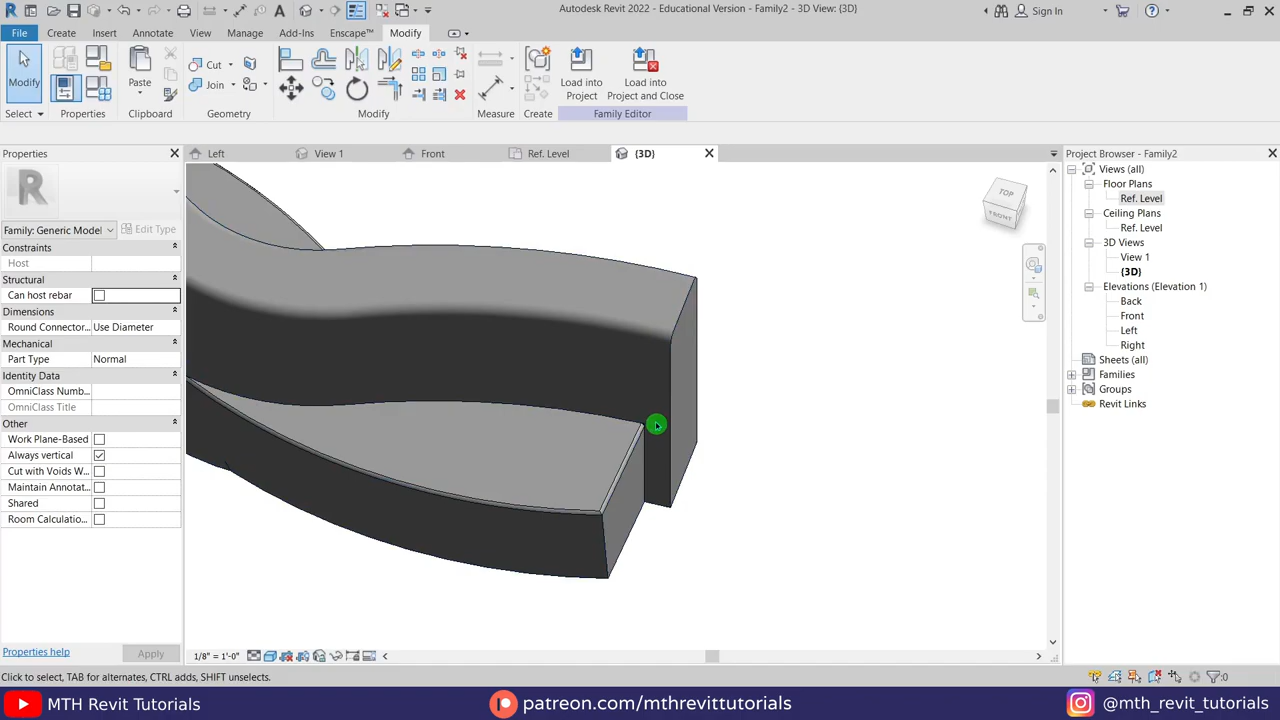 Autodesk Revit 2022 - Educational Version - Family2 - 3D View: {3D}
Sign In
File Create Insert Annotate View Manage Add-Ins Enscape™ Modify
Modify
Paste
Cut
Join
Load into Project
Load into Project and Close
Select Properties Clipboard Geometry Modify Measure Create Family Editor
Properties
Left View 1 Front Ref. Level {3D}
Project Browser - Family2
Family: Generic Model
Edit Type
Constraints
Host
Structural
Can host rebar
Dimensions
Round Connector... Use Diameter
Mechanical
Part Type Normal
Identity Data
OmniClass Numb...
OmniClass Title
Other
Work Plane-Based
Always vertical
Cut with Voids W...
Maintain Annotat...
Shared
Room Calculatio...
Properties help
Apply
TOP
FRONT
Views (all)
Floor Plans
Ref. Level
Ceiling Plans
Ref. Level
3D Views
View 1
{3D}
Elevations (Elevation 1)
Back
Front
Left
Right
Sheets (all)
Families
Groups
Revit Links
1/8" = 1'-0"
Click to select, TAB for alternates, CTRL adds, SHIFT unselects.
:0
MTH Revit Tutorials
patreon.com/mthrevittutorials
@mth_revit_tutorials